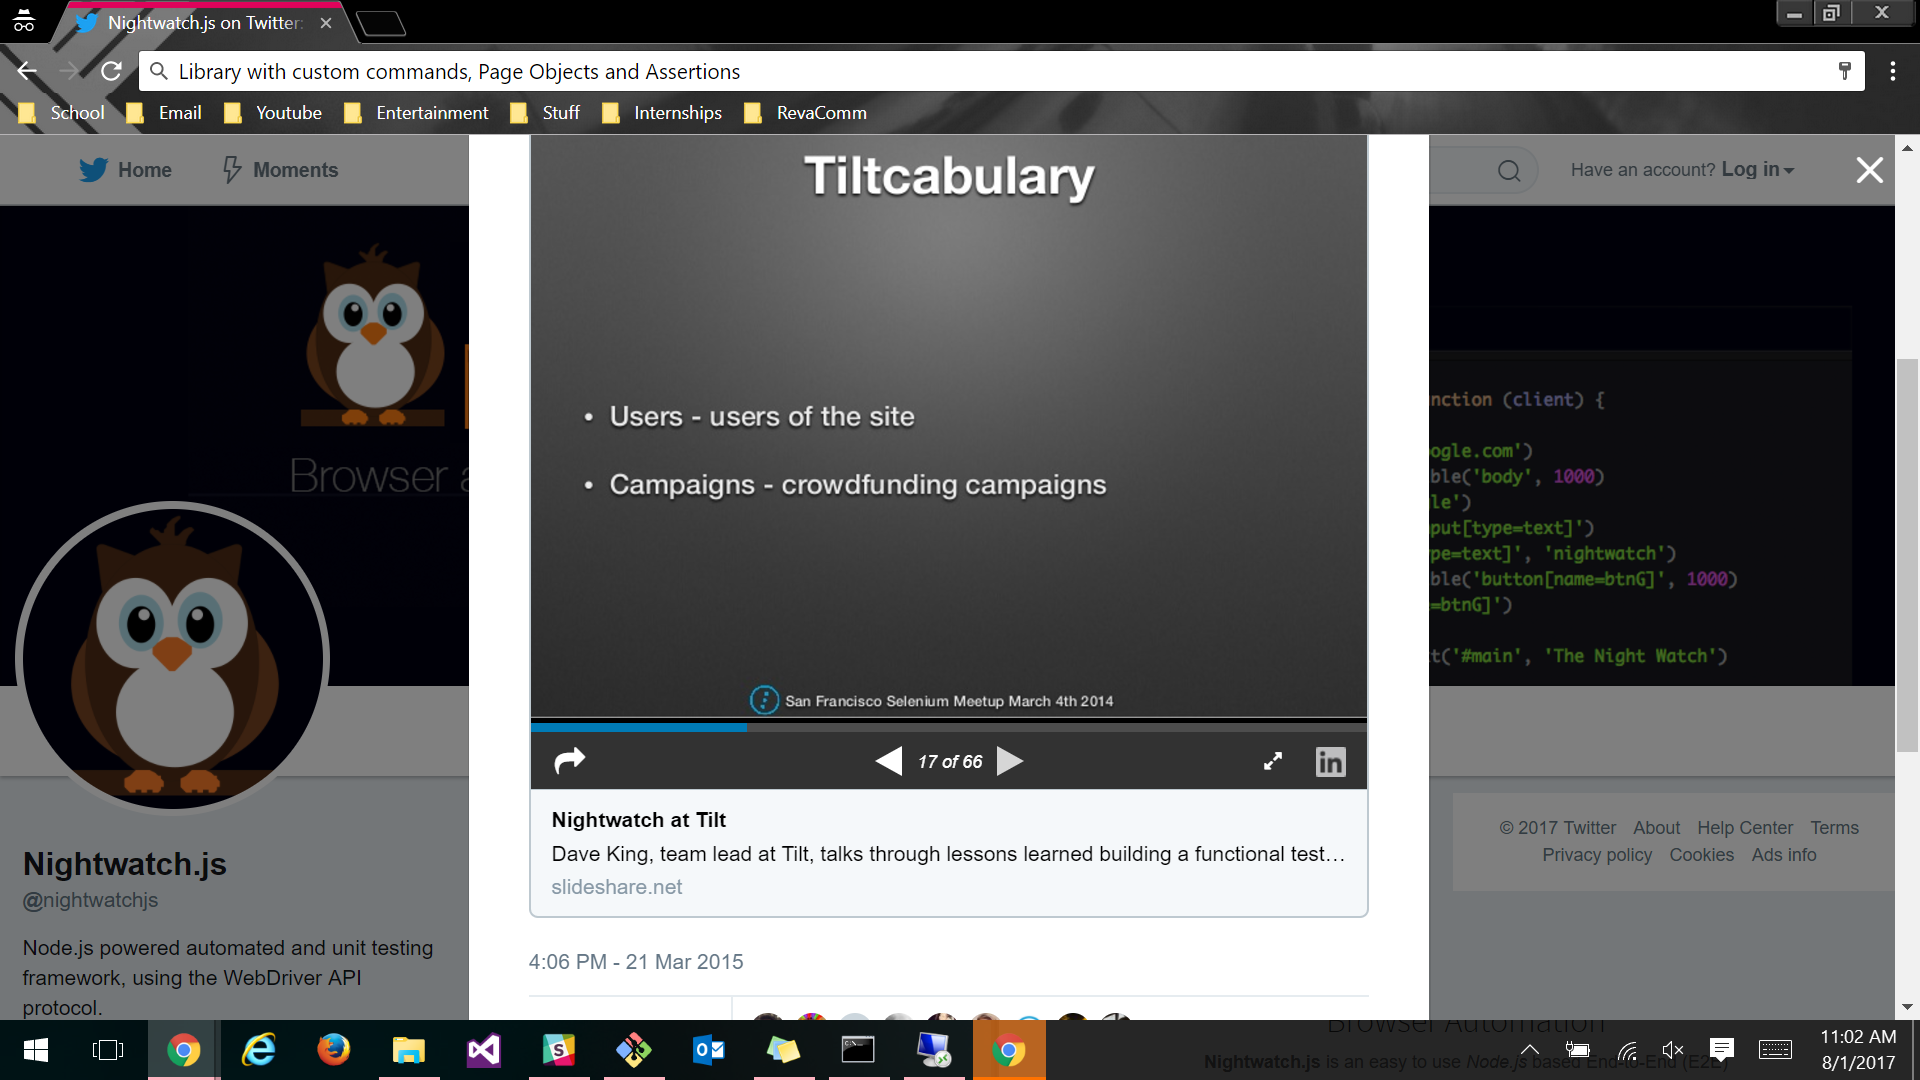 Nightwatch.js on Twitter:
Library with custom commands, Page Objects and Assertions
School Email Youtube Entertainment Stuff Internships RevaComm
Home Moments
Have an account? Log in
Tiltcabulary
• Users - users of the site
• Campaigns - crowdfunding campaigns
San Francisco Selenium Meetup March 4th 2014
17 of 66
in
Nightwatch at Tilt
Dave King, team lead at Tilt, talks through lessons learned building a functional test…
slideshare.net
4:06 PM - 21 Mar 2015
Browser
Nightwatch.js
@nightwatchjs
Node.js powered automated and unit testing
framework, using the WebDriver API
protocol.
nction (client) {
ogle.com')
ble('body', 1000)
le')
put[type=text]')
pe=text]', 'nightwatch')
ble('button[name=btnG]', 1000)
=btnG]')
t('#main', 'The Night Watch')
© 2017 Twitter About Help Center Terms
Privacy policy Cookies Ads info
Browser Automation
Nightwatch.js is an easy to use Node.js based End-to-End (E2E)
11:02 AM
8/1/2017